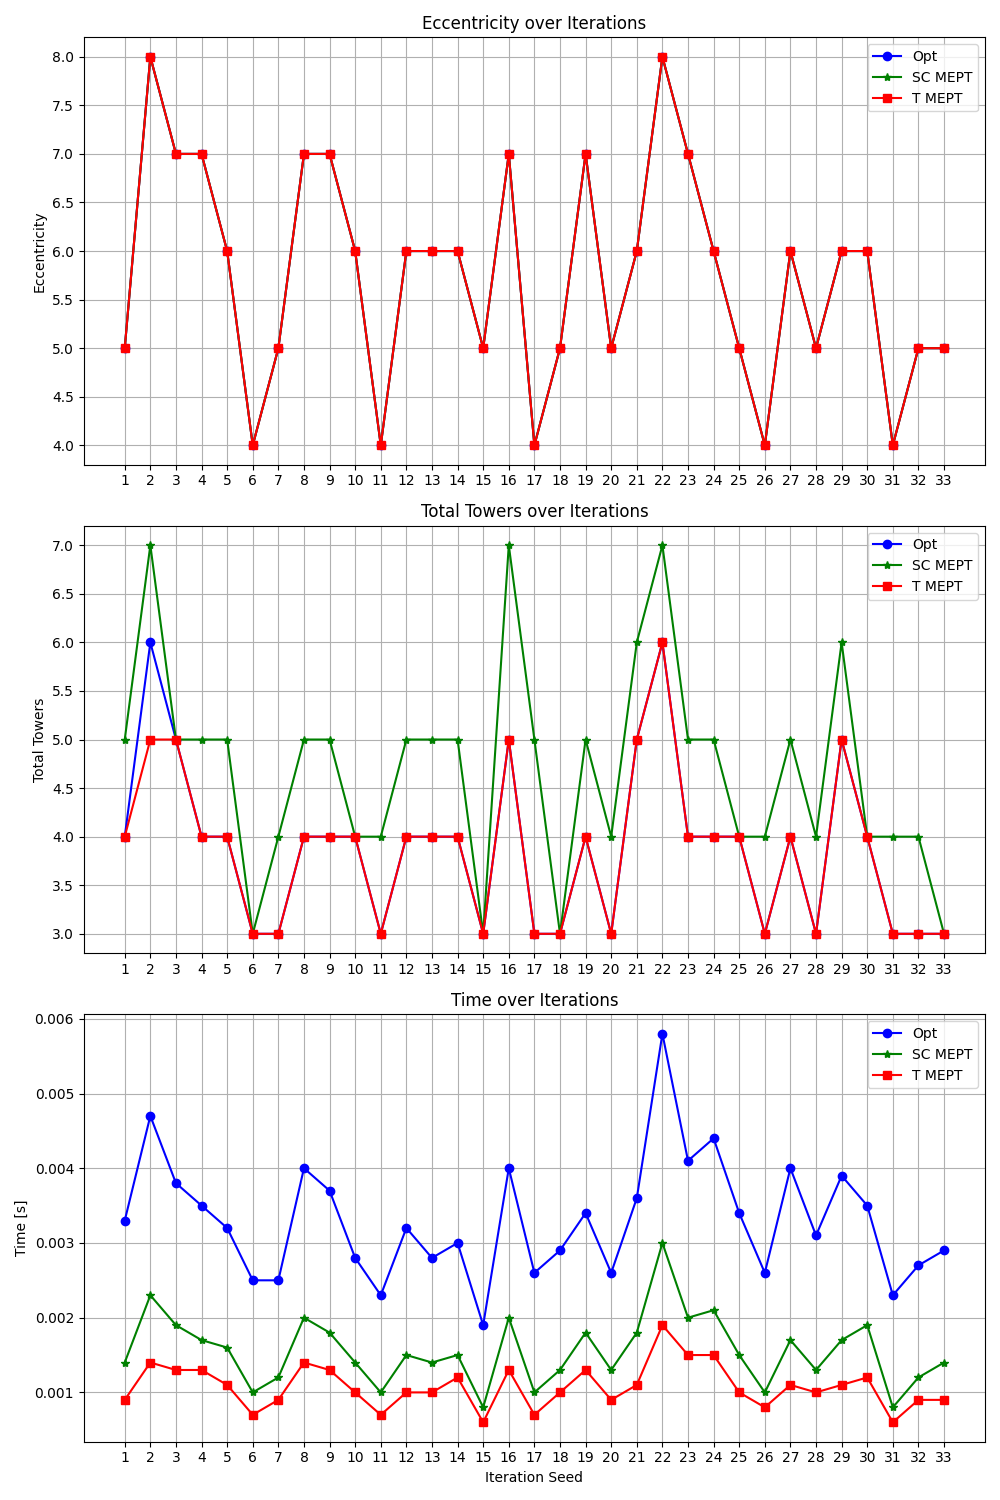 Eccentricity over Iterations
Eccentricity
8.0
7.5
7.0
6.5
6.0
5.5
5.0
4.5
4.0
Opt
SC MEPT
T MEPT
1 2 3 4 5 6 7 8 9 10 11 12 13 14 15 16 17 18 19 20 21 22 23 24 25 26 27 28 29 30 31 32 33
Total Towers over Iterations
Total Towers
7.0
6.5
6.0
5.5
5.0
4.5
4.0
3.5
3.0
Opt
SC MEPT
T MEPT
1 2 3 4 5 6 7 8 9 10 11 12 13 14 15 16 17 18 19 20 21 22 23 24 25 26 27 28 29 30 31 32 33
Time over Iterations
Time [s]
0.006
0.005
0.004
0.003
0.002
0.001
Opt
SC MEPT
T MEPT
1 2 3 4 5 6 7 8 9 10 11 12 13 14 15 16 17 18 19 20 21 22 23 24 25 26 27 28 29 30 31 32 33
Iteration Seed